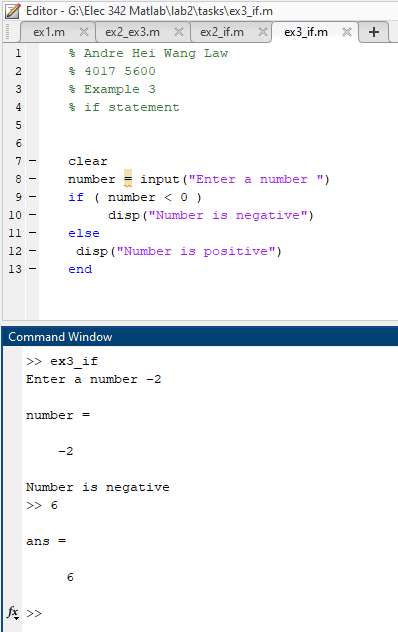 Editor - G:\Elec 342 Matlab\lab2\tasks\ex3_if.m
ex1.m × ex2_ex3.m × ex2_if.m × ex3_if.m × +
1 % Andre Hei Wang Law
2 % 4017 5600
3 % Example 3
4 % if statement
5
6
7 – clear
8 – number = input("Enter a number ")
9 – if ( number < 0 )
10 – disp("Number is negative")
11 – else
12 – disp("Number is positive")
13 – end
Command Window
>> ex3_if
Enter a number -2
number =
-2
Number is negative
>> 6
ans =
6
fx >>